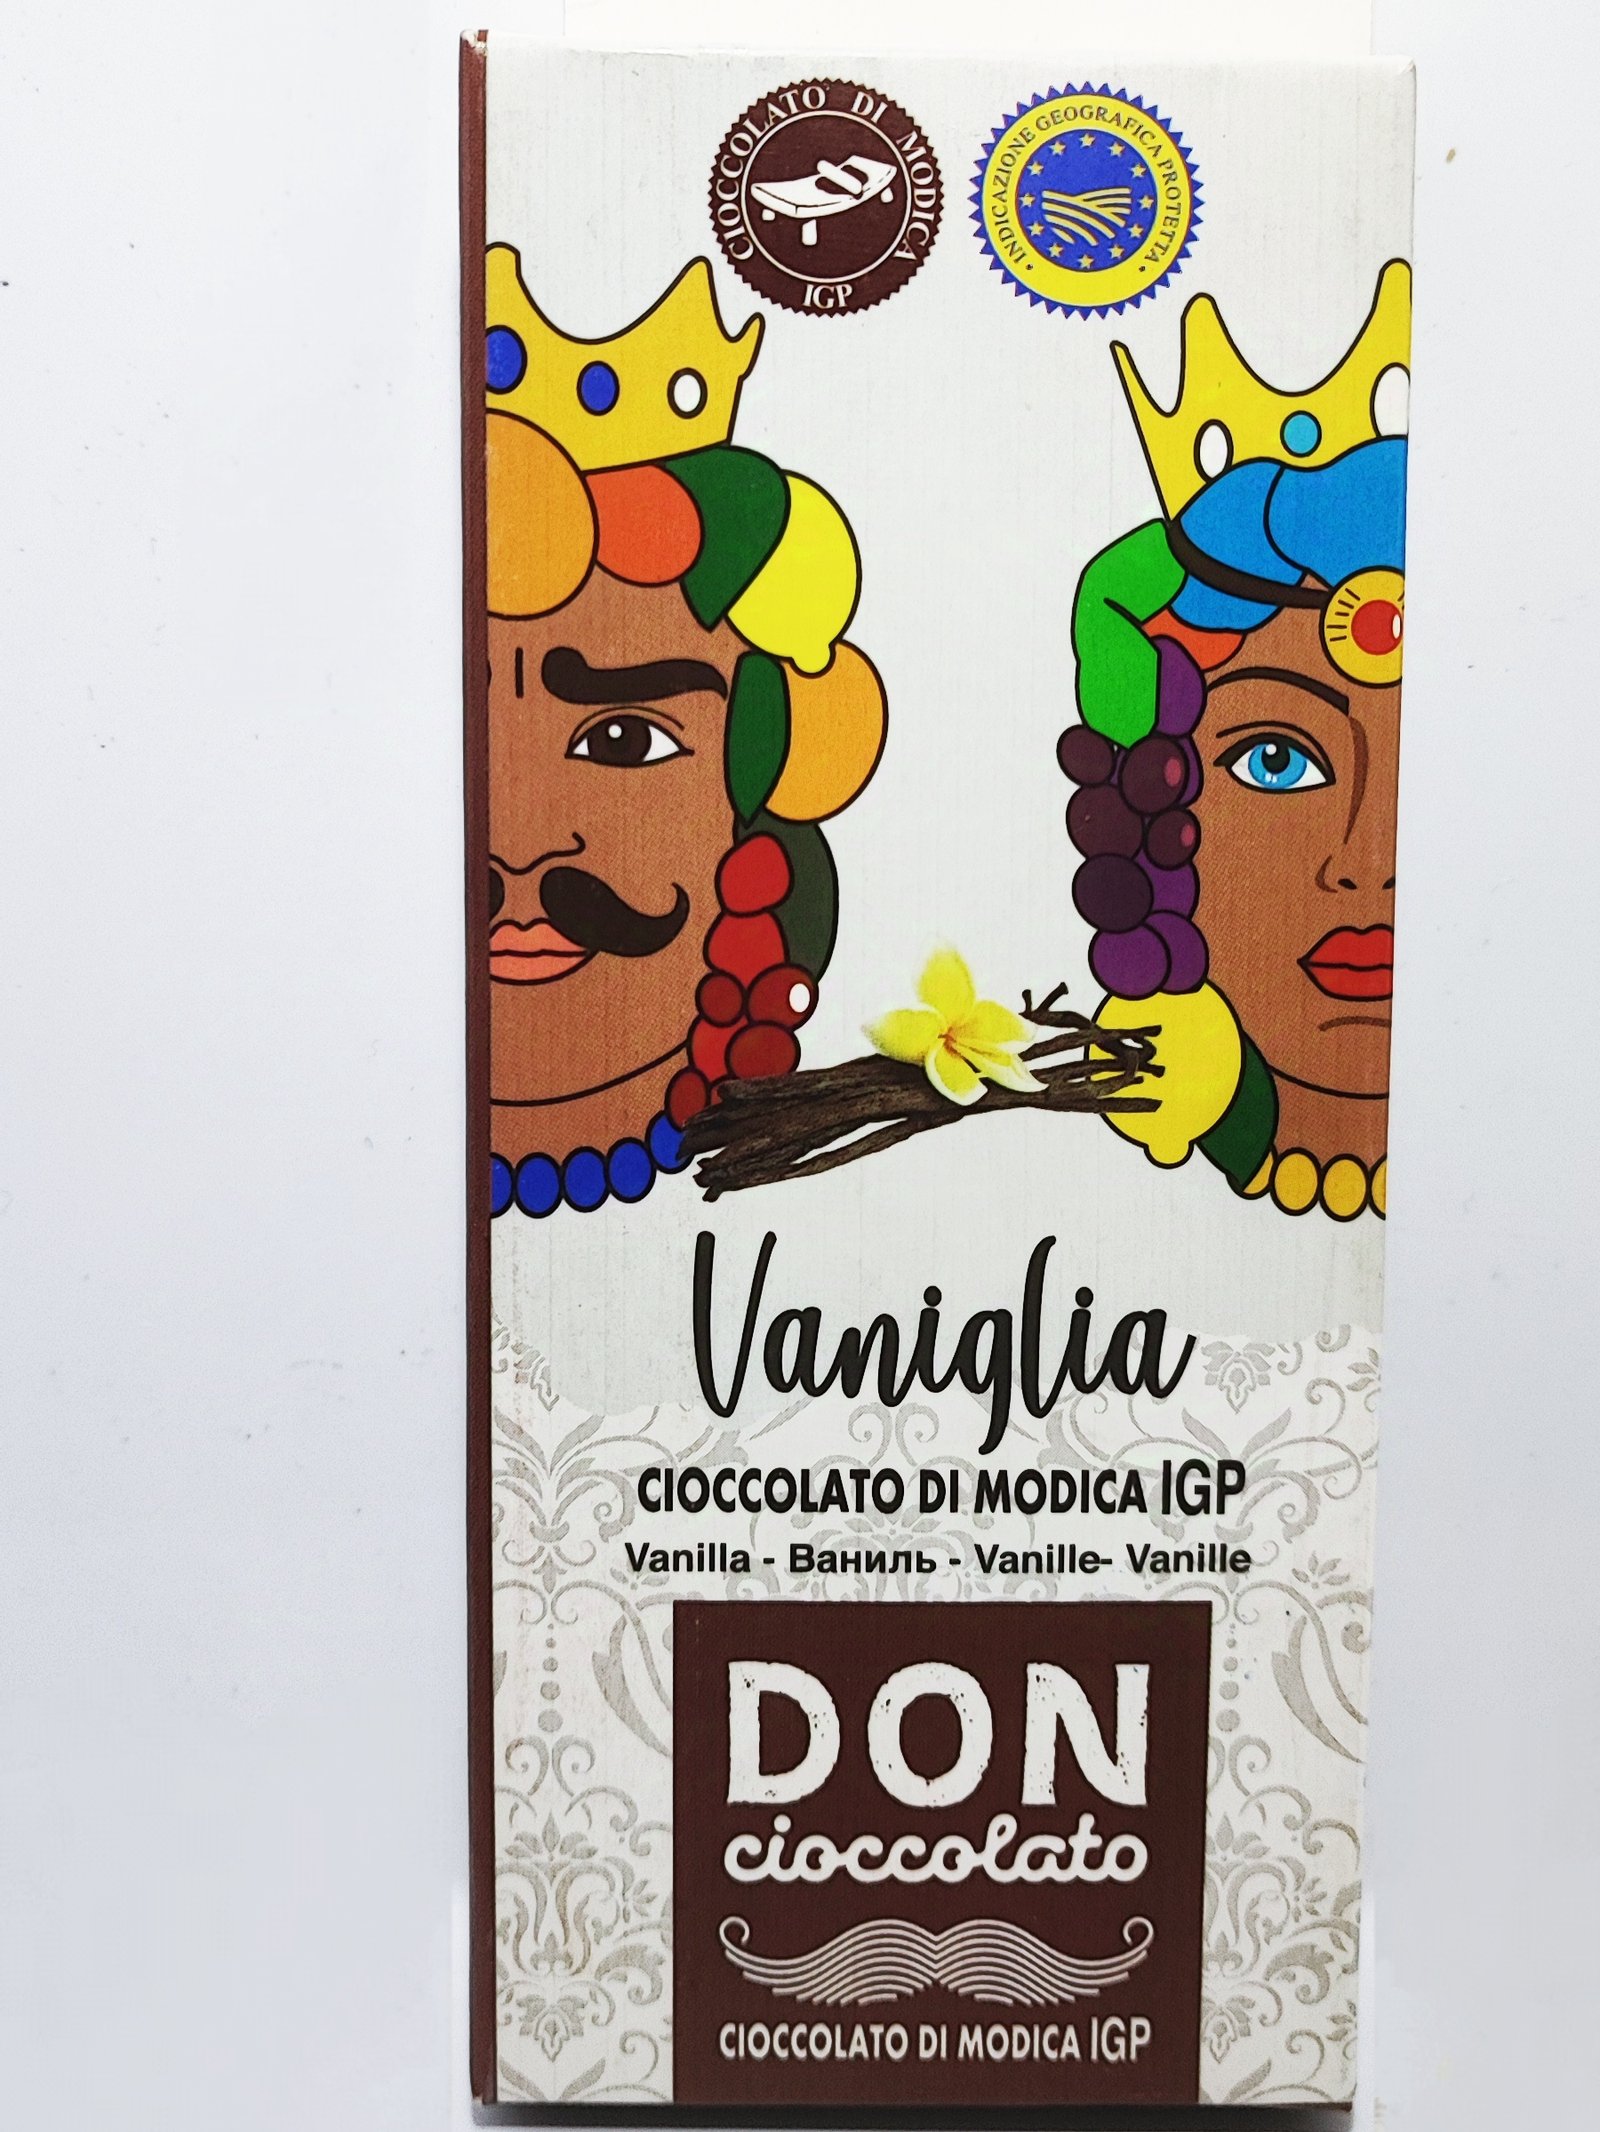 CIOCCOLATO DI MODICA
IGP
INDICAZIONE GEOGRAFICA PROTETTA
Vaniglia
CIOCCOLATO DI MODICA IGP
Vanilla - Ваниль - Vanille- Vanille
DON
cioccolato
CIOCCOLATO DI MODICA IGP